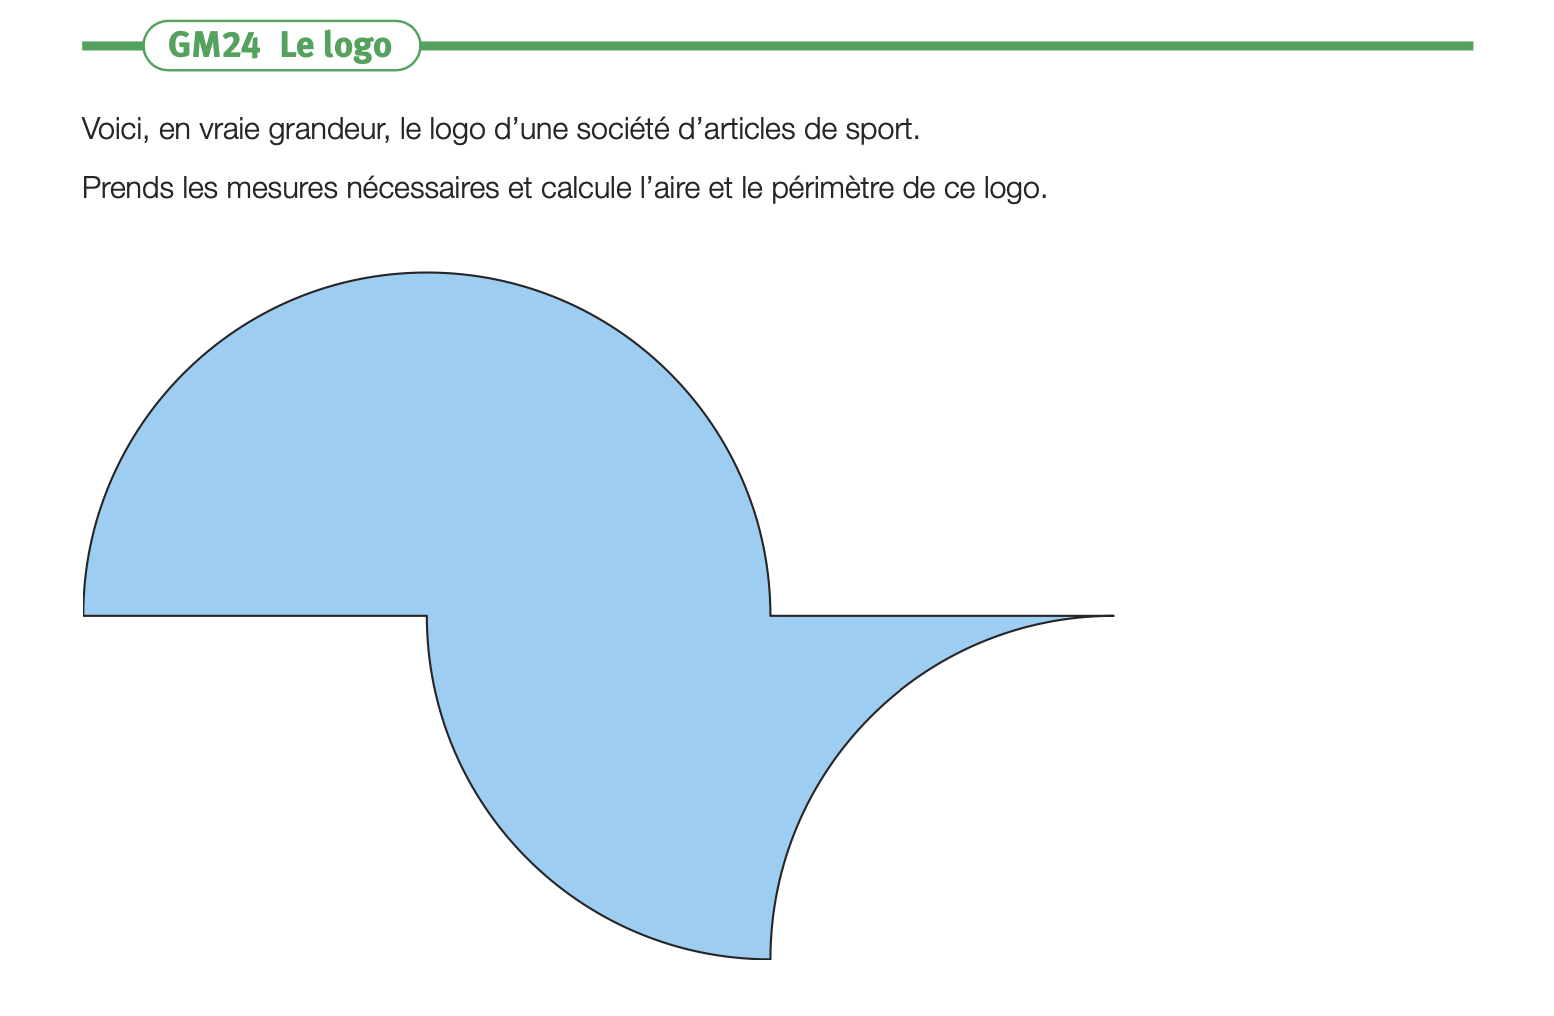 GM24 Le logo
Voici, en vraie grandeur, le logo d’une société d’articles de sport.
Prends les mesures nécessaires et calcule l’aire et le périmètre de ce logo.